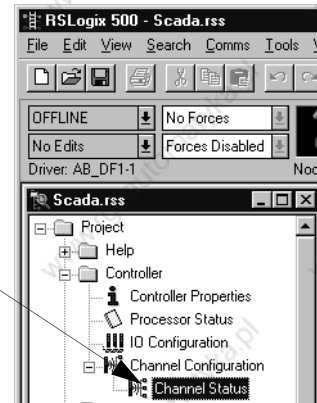 RSLogix 500 - Scada.rss
File Edit View Search Comms Tools
OFFLINE No Forces
No Edits Forces Disabled
Driver: AB_DF1-1
Scada.rss
Project
Help
Controller
Controller Properties
Processor Status
IO Configuration
Channel Configuration
Channel Status